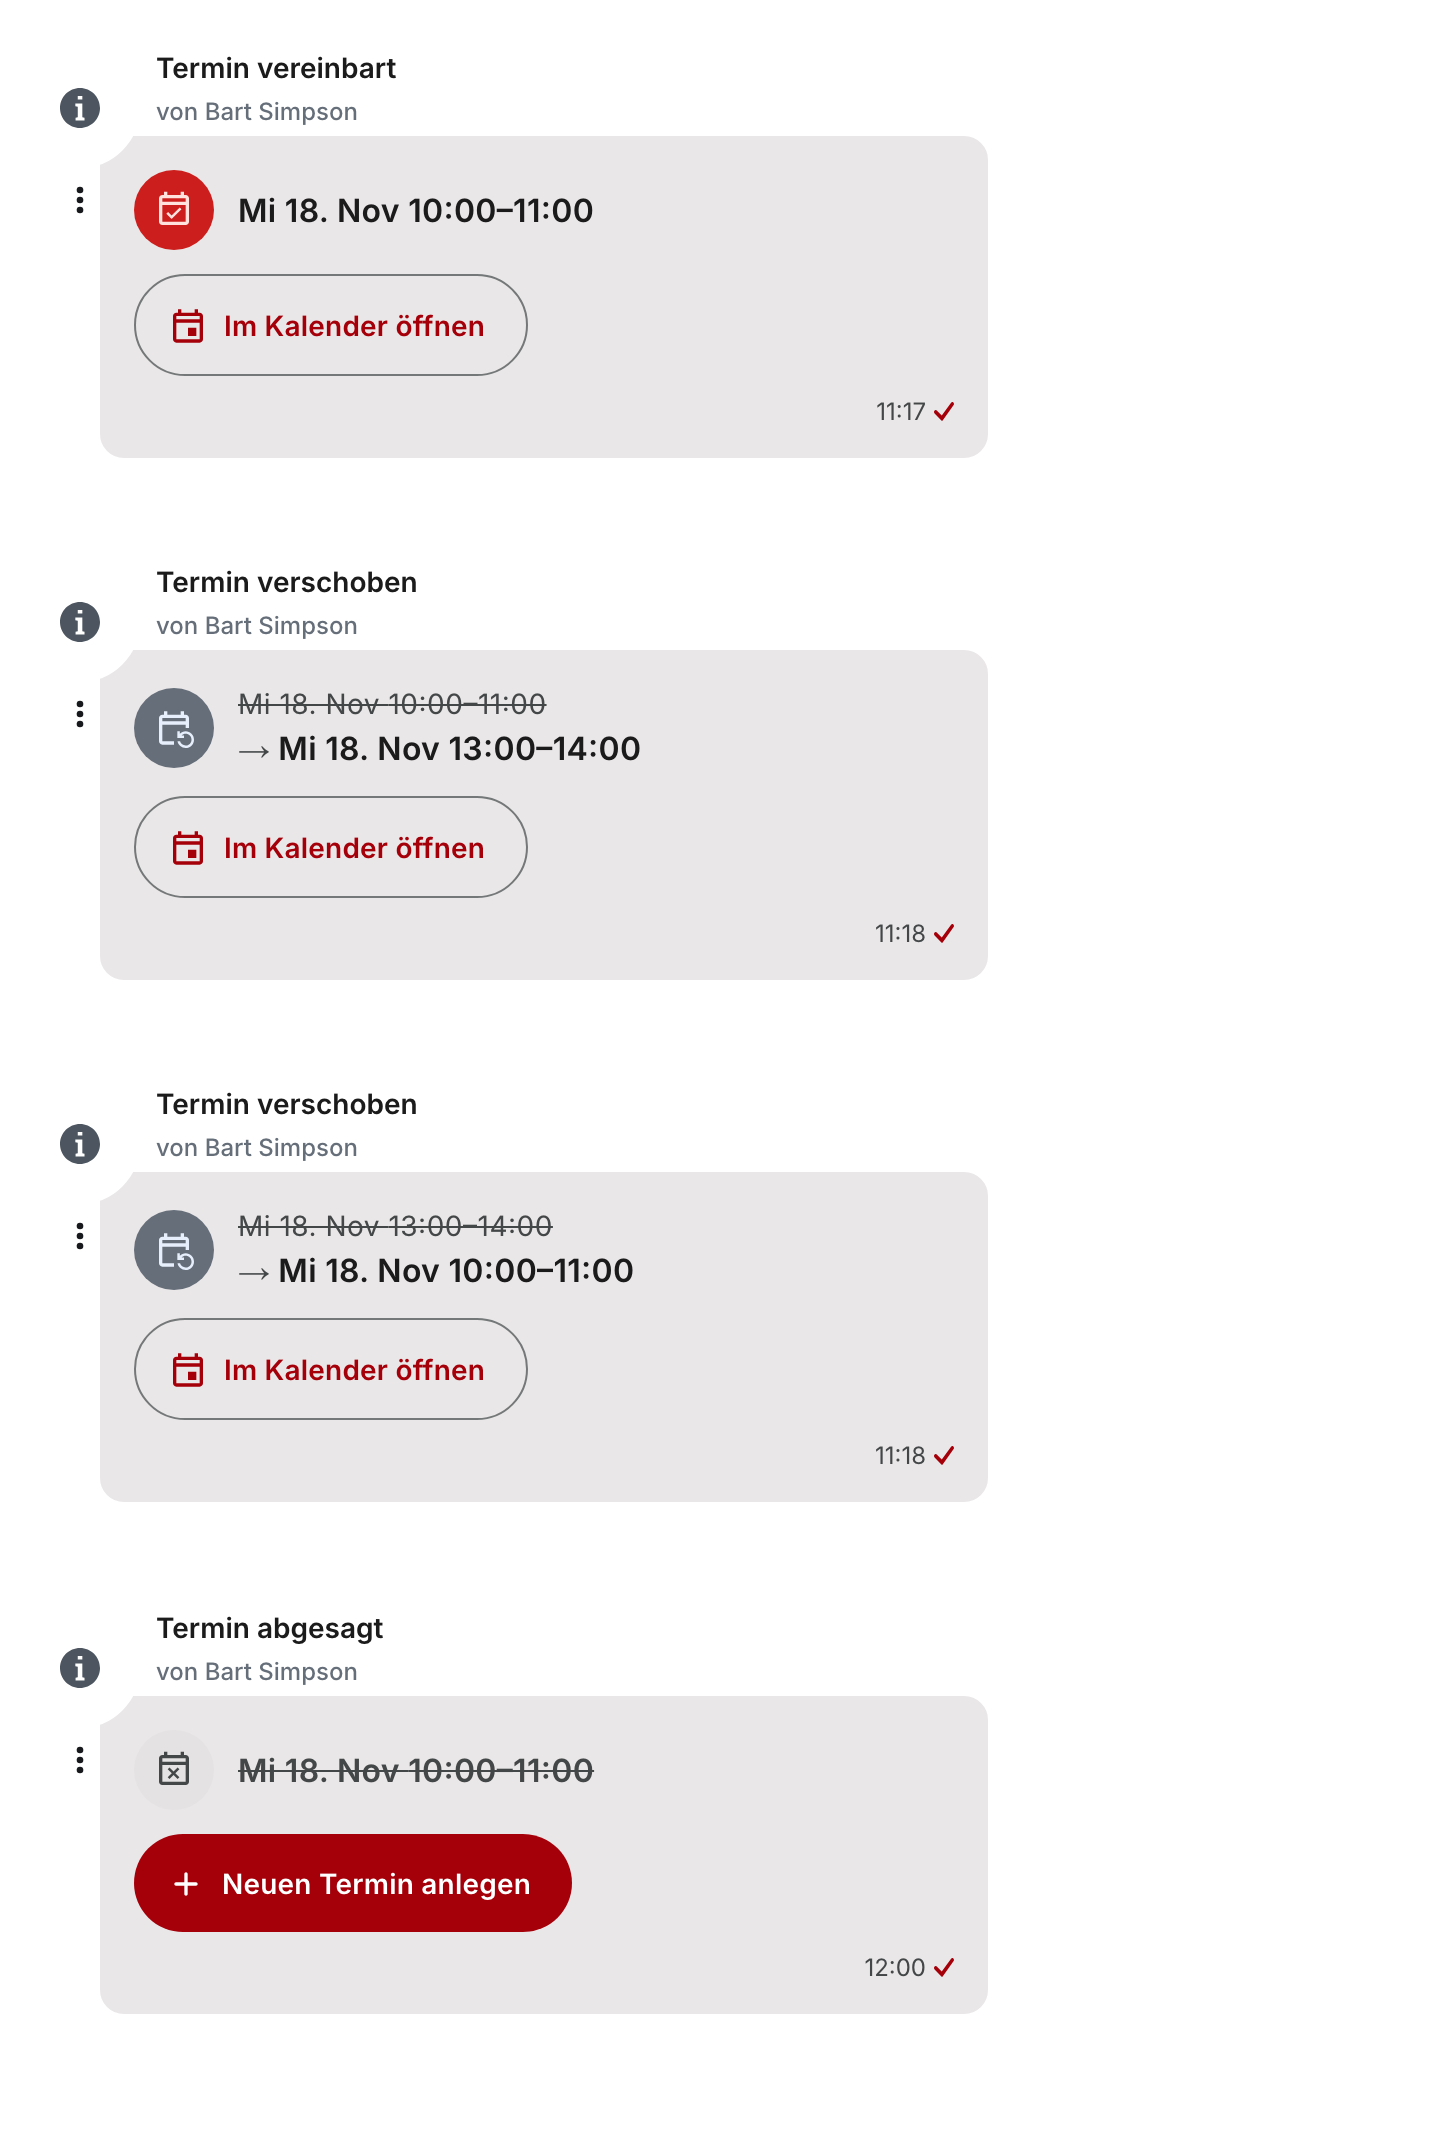 Termin vereinbart
von Bart Simpson
Mi 18. Nov 10:00–11:00
Im Kalender öffnen
11:17
Termin verschoben
von Bart Simpson
Mi 18. Nov 10:00–11:00
→ Mi 18. Nov 13:00–14:00
Im Kalender öffnen
11:18
Termin verschoben
von Bart Simpson
Mi 18. Nov 13:00–14:00
→ Mi 18. Nov 10:00–11:00
Im Kalender öffnen
11:18
Termin abgesagt
von Bart Simpson
Mi 18. Nov 10:00–11:00
Neuen Termin anlegen
12:00